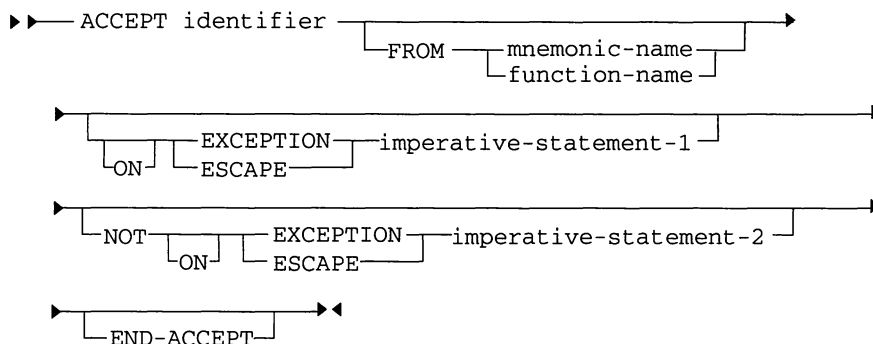 ACCEPT identifier
FROM mnemonic-name
function-name
EXCEPTION imperative-statement-1
ON ESCAPE
NOT EXCEPTION imperative-statement-2
ON ESCAPE
END-ACCEPT